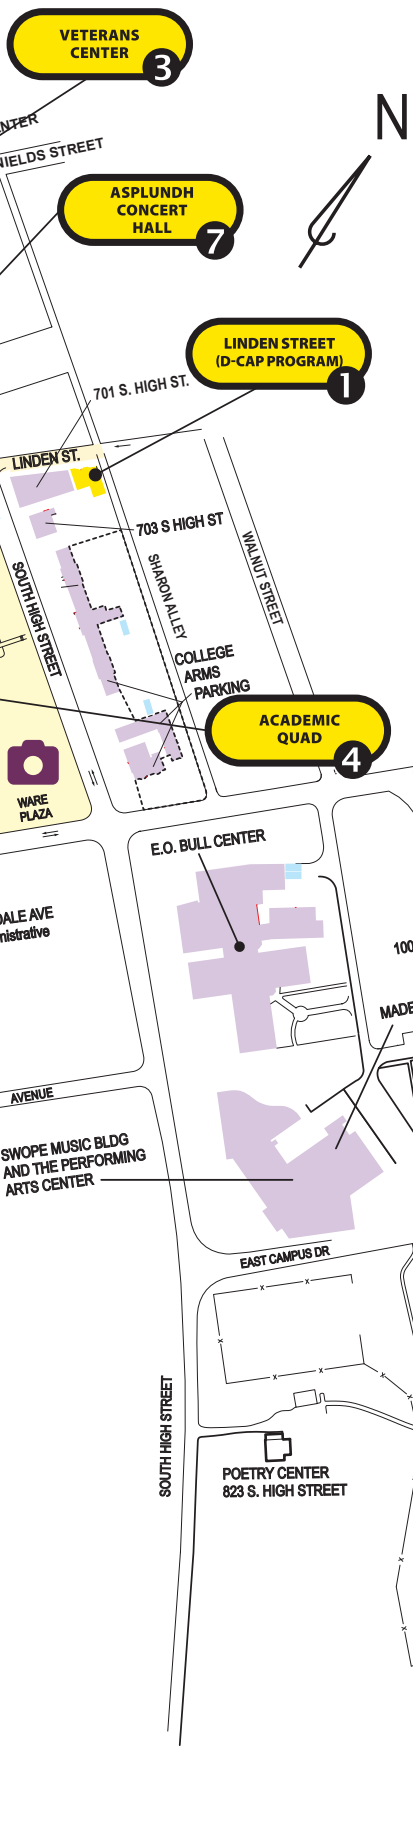 VETERANS
CENTER
3
NTER
N
NIELDS STREET
ASPLUNDH
CONCERT
HALL
7
LINDEN STREET
(D-CAP PROGRAM)
1
701 S. HIGH ST.
LINDEN ST.
703 S HIGH ST
SOUTH HIGH STREET
SHARON ALLEY
WALNUT STREET
COLLEGE
ARMS
PARKING
ACADEMIC
QUAD
4
WARE
PLAZA
E.O. BULL CENTER
DALE AVE
nistrative
100
MADE
AVENUE
SWOPE MUSIC BLDG
AND THE PERFORMING
ARTS CENTER
EAST CAMPUS DR
SOUTH HIGH STREET
POETRY CENTER
823 S. HIGH STREET